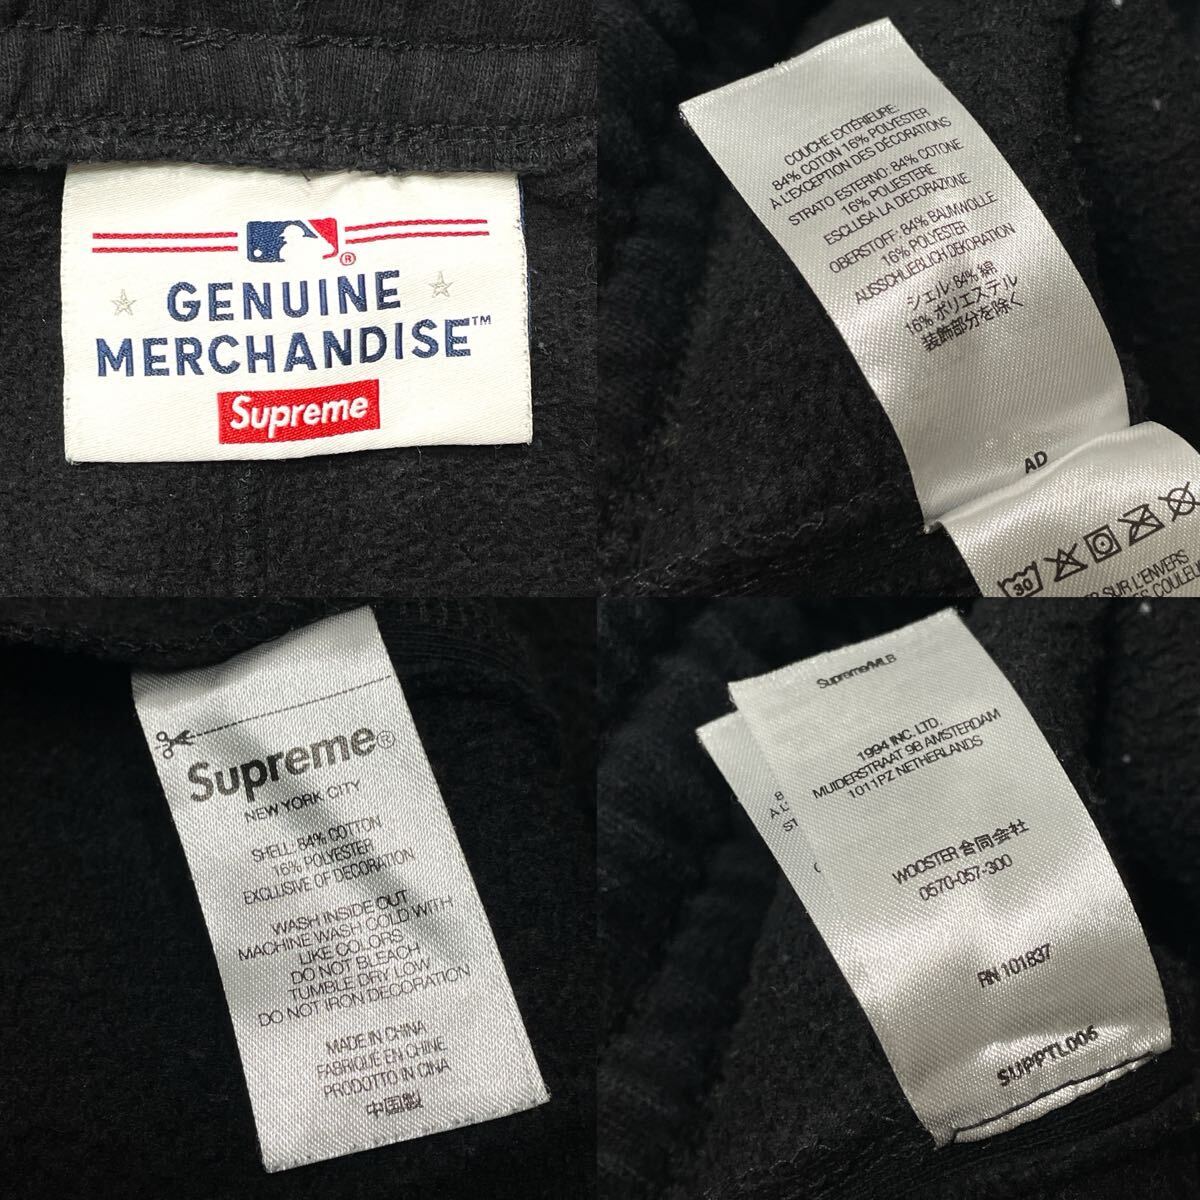 GENUINE
MERCHANDISE™
Supreme
COUCHE EXTÉRIEURE:
84% COTON 16% POLYESTER
À L'EXCEPTION DES DÉCORATIONS
STRATO ESTERNO: 84% COTONE
16% POLIESTERE
ESCLUSA LA DECORAZIONE
OBERSTOFF: 84% BAUMWOLLE
16% POLYESTER
AUSSCHLIEBLICH DEKORATION
シェル 84% 綿
16% ポリエステル
装飾部分を除く
AD
30
SUR L'ENVERS
Supreme®
NEW YORK CITY
SHELL: 84% COTTON
16% POLYESTER
EXCLUSIVE OF DECORATION
WASH INSIDE OUT
MACHINE WASH COLD WITH
LIKE COLORS
DO NOT BLEACH
TUMBLE DRY LOW
DO NOT IRON DECORATION
MADE IN CHINA
FABRIQUÉ EN CHINE
PRODOTTO IN CINA
中国製
Supreme/MLB
1994 INC. LTD.
MUIDERSTRAAT 9B AMSTERDAM
1011PZ NETHERLANDS
WOOSTER 合同会社
0570-057-300
RN 101837
SUPPTL006